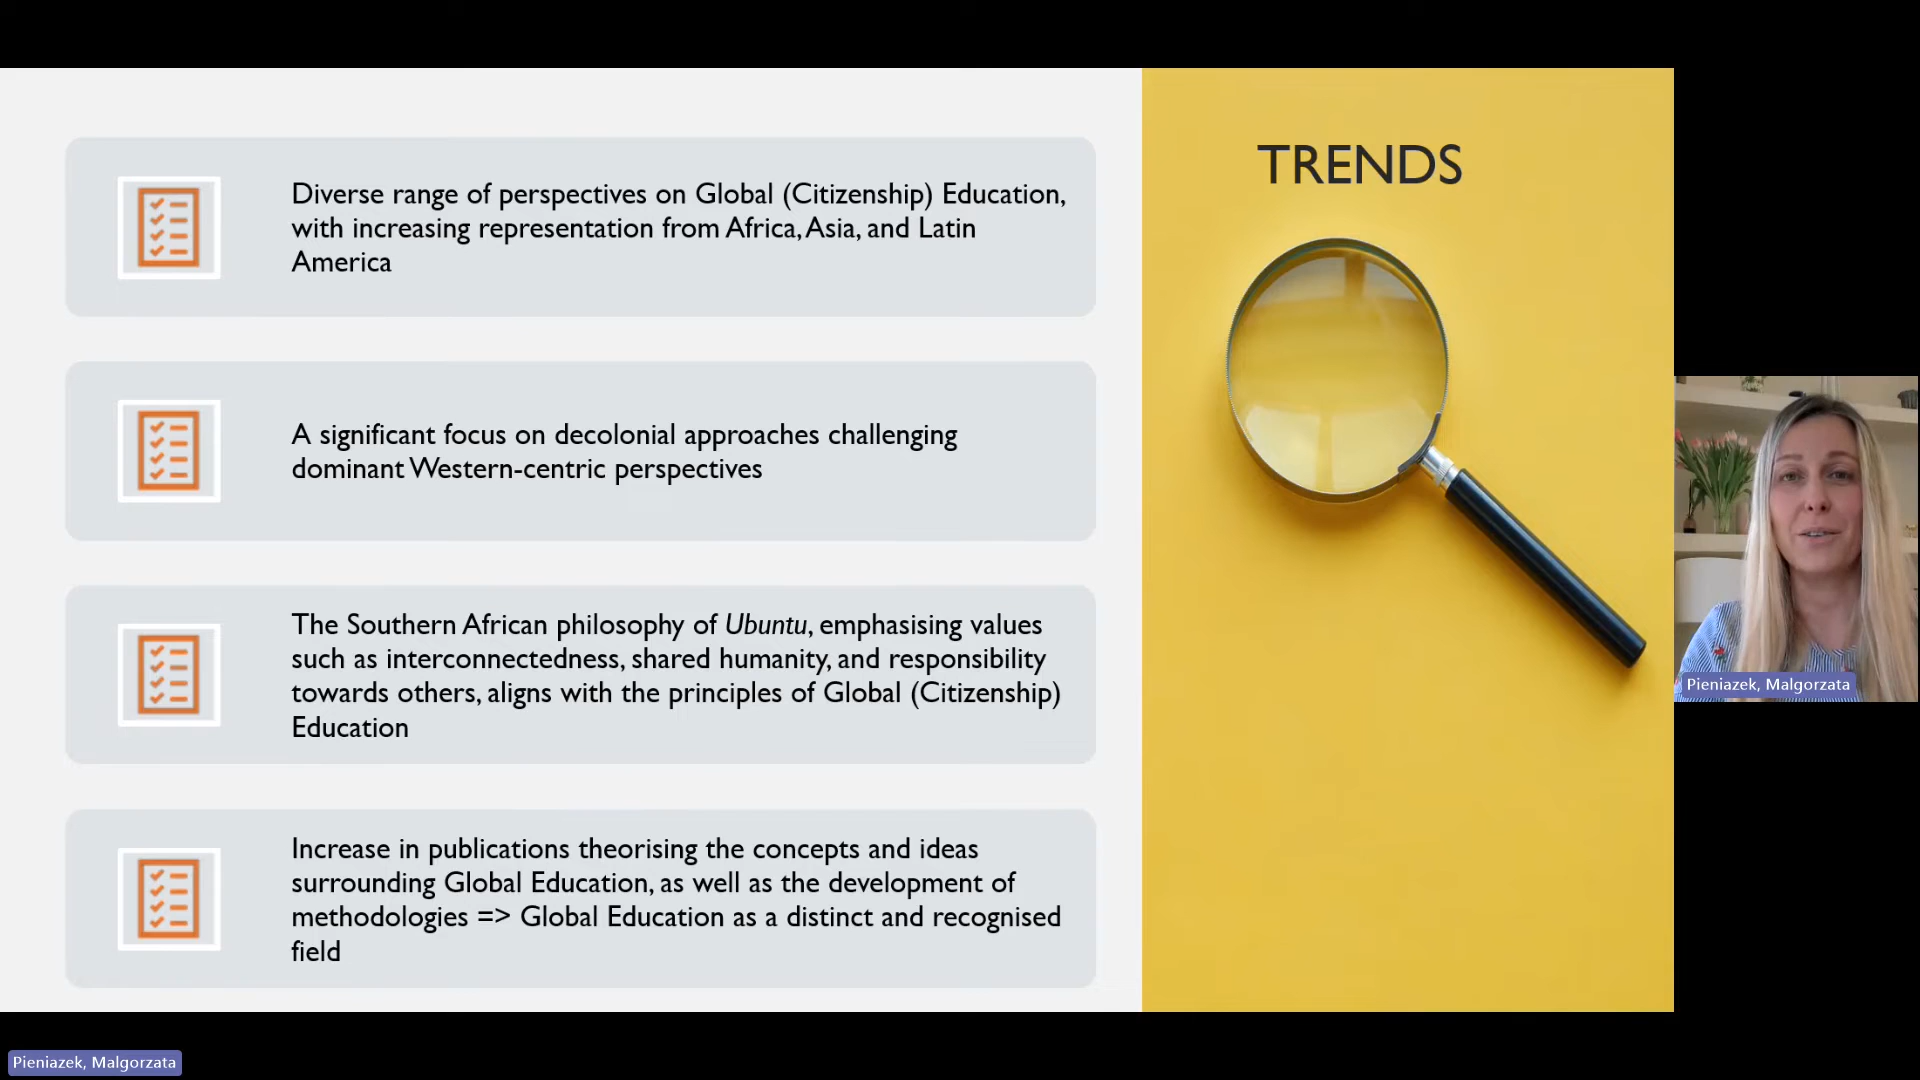 TRENDS
Diverse range of perspectives on Global (Citizenship) Education,
with increasing representation from Africa, Asia, and Latin
America
A significant focus on decolonial approaches challenging
dominant Western-centric perspectives
The Southern African philosophy of Ubuntu, emphasising values
such as interconnectedness, shared humanity, and responsibility
towards others, aligns with the principles of Global (Citizenship)
Education
Increase in publications theorising the concepts and ideas
surrounding Global Education, as well as the development of
methodologies => Global Education as a distinct and recognised
field
Pieniazek, Malgorzata
Pieniazek, Malgorzata